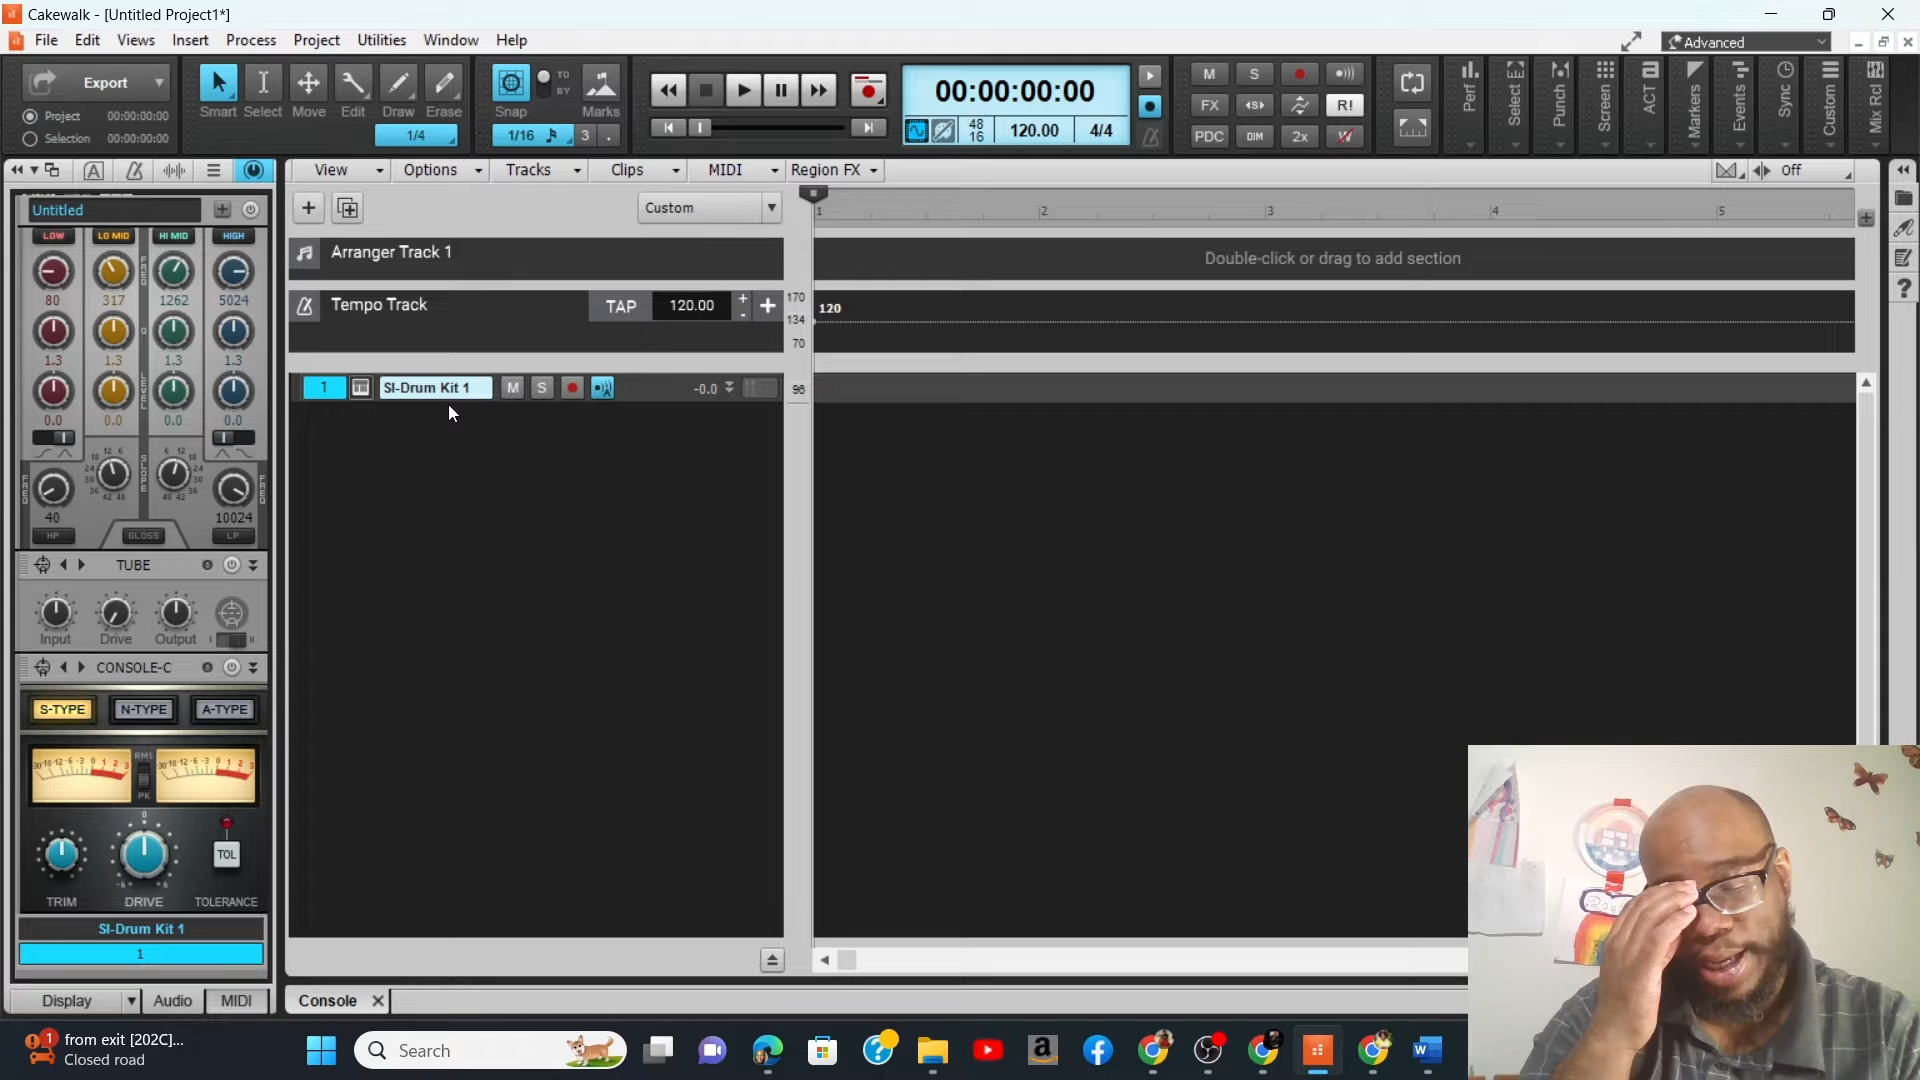 Cakewalk - [Untitled Project1*]
File Edit Views Insert Process Project Utilities Window Help
Advanced
Export
Project 00:00:00:00
Selection 00:00:00:00
Smart Select Move Edit Draw Erase
1/4
Snap TO BY Marks
1/16 3 .
00:00:00:00
48 16 120.00 4/4
M S
FX R!
PDC DIM 2x
Perf Select Punch Screen ACT Markers Events Sync Custom Mix Rcl
View Options Tracks Clips MIDI Region FX Off
Untitled
Custom
1 2 3 4 5
LOW LO MID HI MID HIGH
80 317 1262 5024
1.3 1.3 1.3 1.3
0.0 0.0 0.0 0.0
FREQ Q LEVEL SLOPE
40 10024
HP GLOSS LP
Arranger Track 1
Double-click or drag to add section
Tempo Track TAP 120.00
170
134
70
120
1 SI-Drum Kit 1 M S -0.0 96
TUBE
Input Drive Output
CONSOLE-C
S-TYPE N-TYPE A-TYPE
RMS
PK
TOL
TRIM DRIVE TOLERANCE
SI-Drum Kit 1
1
Display Audio MIDI
Console
1 from exit [202C]...
Closed road
Search